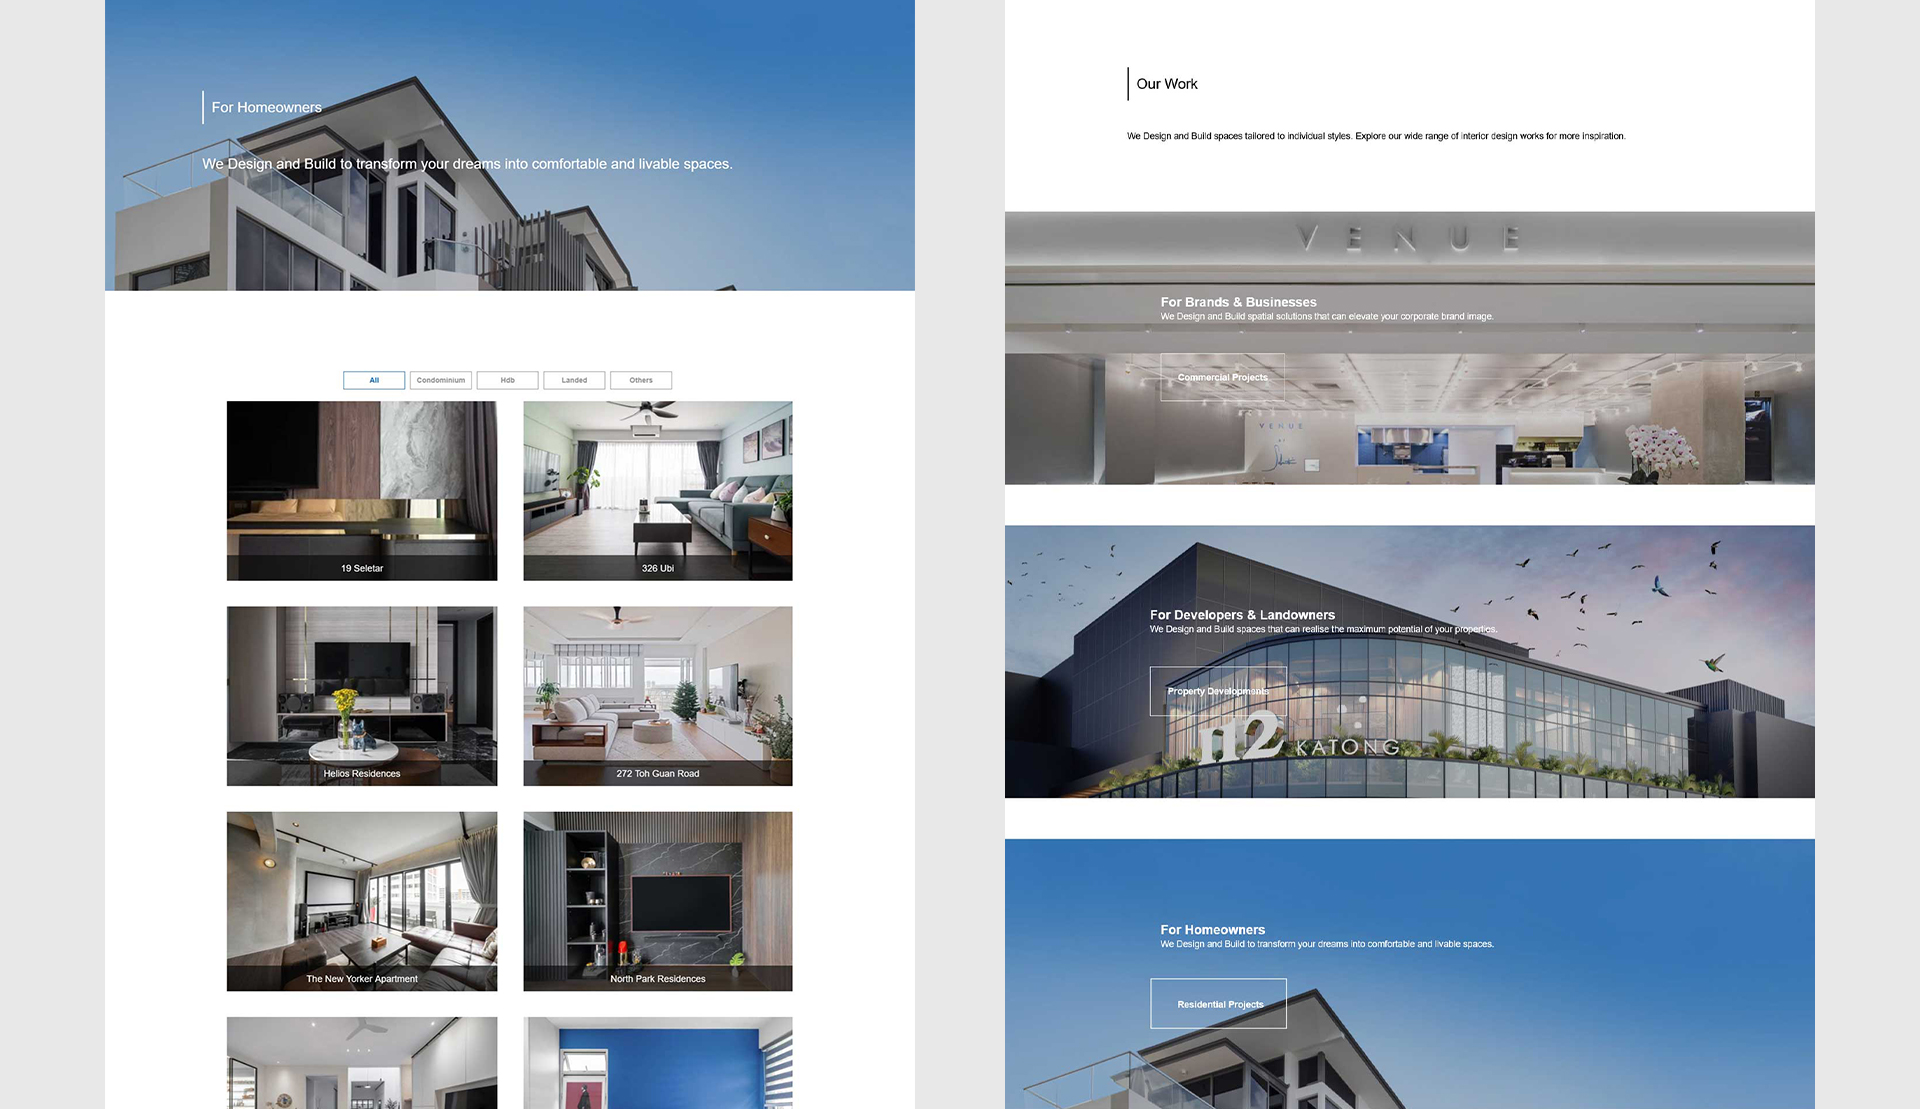 For Homeowners
We Design and Build to transform your dreams into comfortable and livable spaces.
All
Condominium
Hdb
Landed
Others
19 Seletar
326 Ubi
Helios Residences
272 Toh Guan Road
The New Yorker Apartment
North Park Residences
Our Work
We Design and Build spaces tailored to individual styles. Explore our wide range of interior design works for more inspiration.
VENUE
For Brands & Businesses
We Design and Build spatial solutions that can elevate your corporate brand image.
Commercial Projects
VENUE
BY
For Developers & Landowners
We Design and Build spaces that can realise the maximum potential of your properties.
Property Developments
KATONG
For Homeowners
We Design and Build to transform your dreams into comfortable and livable spaces.
Residential Projects